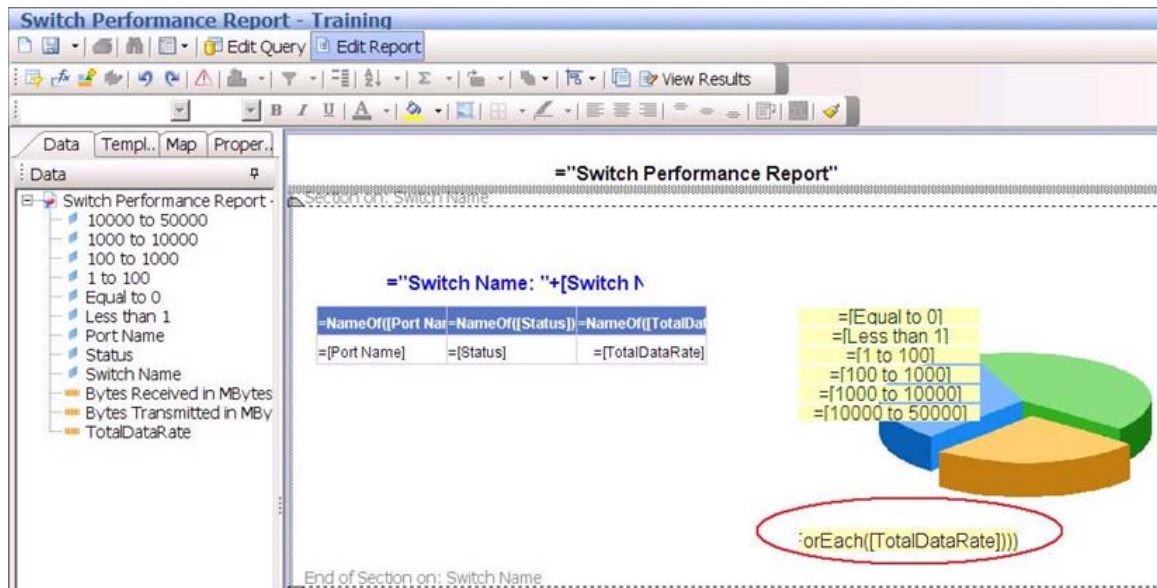 Switch Performance Report - Training
Edit Query Edit Report
View Results
B I U A
Data Templ.. Map Proper..
Data
Switch Performance Report -
10000 to 50000
1000 to 10000
100 to 1000
1 to 100
Equal to 0
Less than 1
Port Name
Status
Switch Name
Bytes Received in MBytes
Bytes Transmitted in MBy
TotalDataRate
="Switch Performance Report"
Section on: Switch Name
="Switch Name: "+[Switch N
=NameOf([Port Nar =NameOf([Status]) =NameOf([TotalDat
=[Port Name] =[Status] =[TotalDataRate]
=[Equal to 0]
=[Less than 1]
=[1 to 100]
=[100 to 1000]
=[1000 to 10000]
=[10000 to 50000]
orEach([TotalDataRate])))
End of Section on: Switch Name